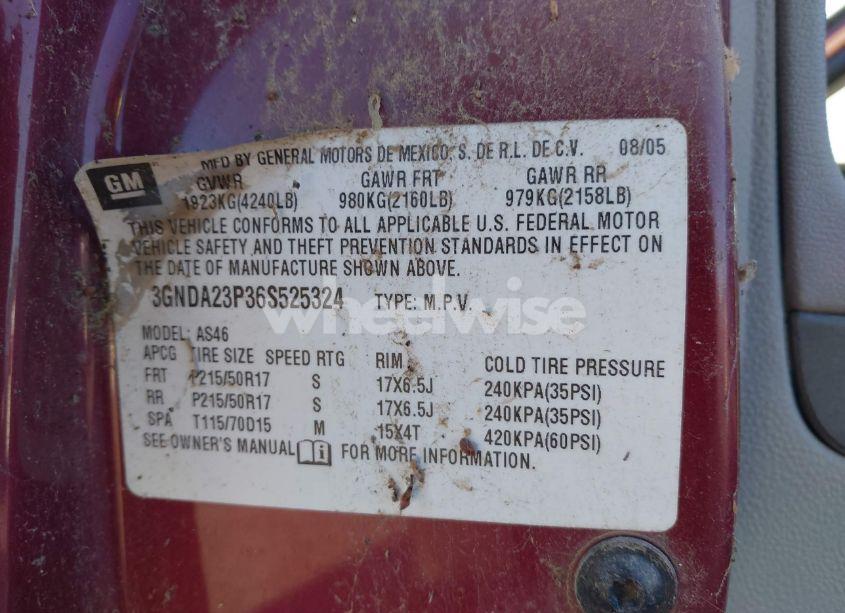 GM
MFD BY GENERAL MOTORS DE MEXICO, S. DE R.L. DE C.V. 08/05
GVWR GAWR FRT GAWR RR
1923KG(4240LB) 980KG(2160LB) 979KG(2158LB)
THIS VEHICLE CONFORMS TO ALL APPLICABLE U.S. FEDERAL MOTOR
VEHICLE SAFETY AND THEFT PREVENTION STANDARDS IN EFFECT ON
THE DATE OF MANUFACTURE SHOWN ABOVE.
3GNDA23P36S525324 TYPE: M.P.V.
wheelwise
MODEL: AS46
APCG TIRE SIZE SPEED RTG RIM COLD TIRE PRESSURE
FRT P215/50R17 S 17X6.5J 240KPA(35PSI)
RR P215/50R17 S 17X6.5J 240KPA(35PSI)
SPA T115/70D15 M 15X4T 420KPA(60PSI)
SEE OWNER'S MANUAL i FOR MORE INFORMATION.